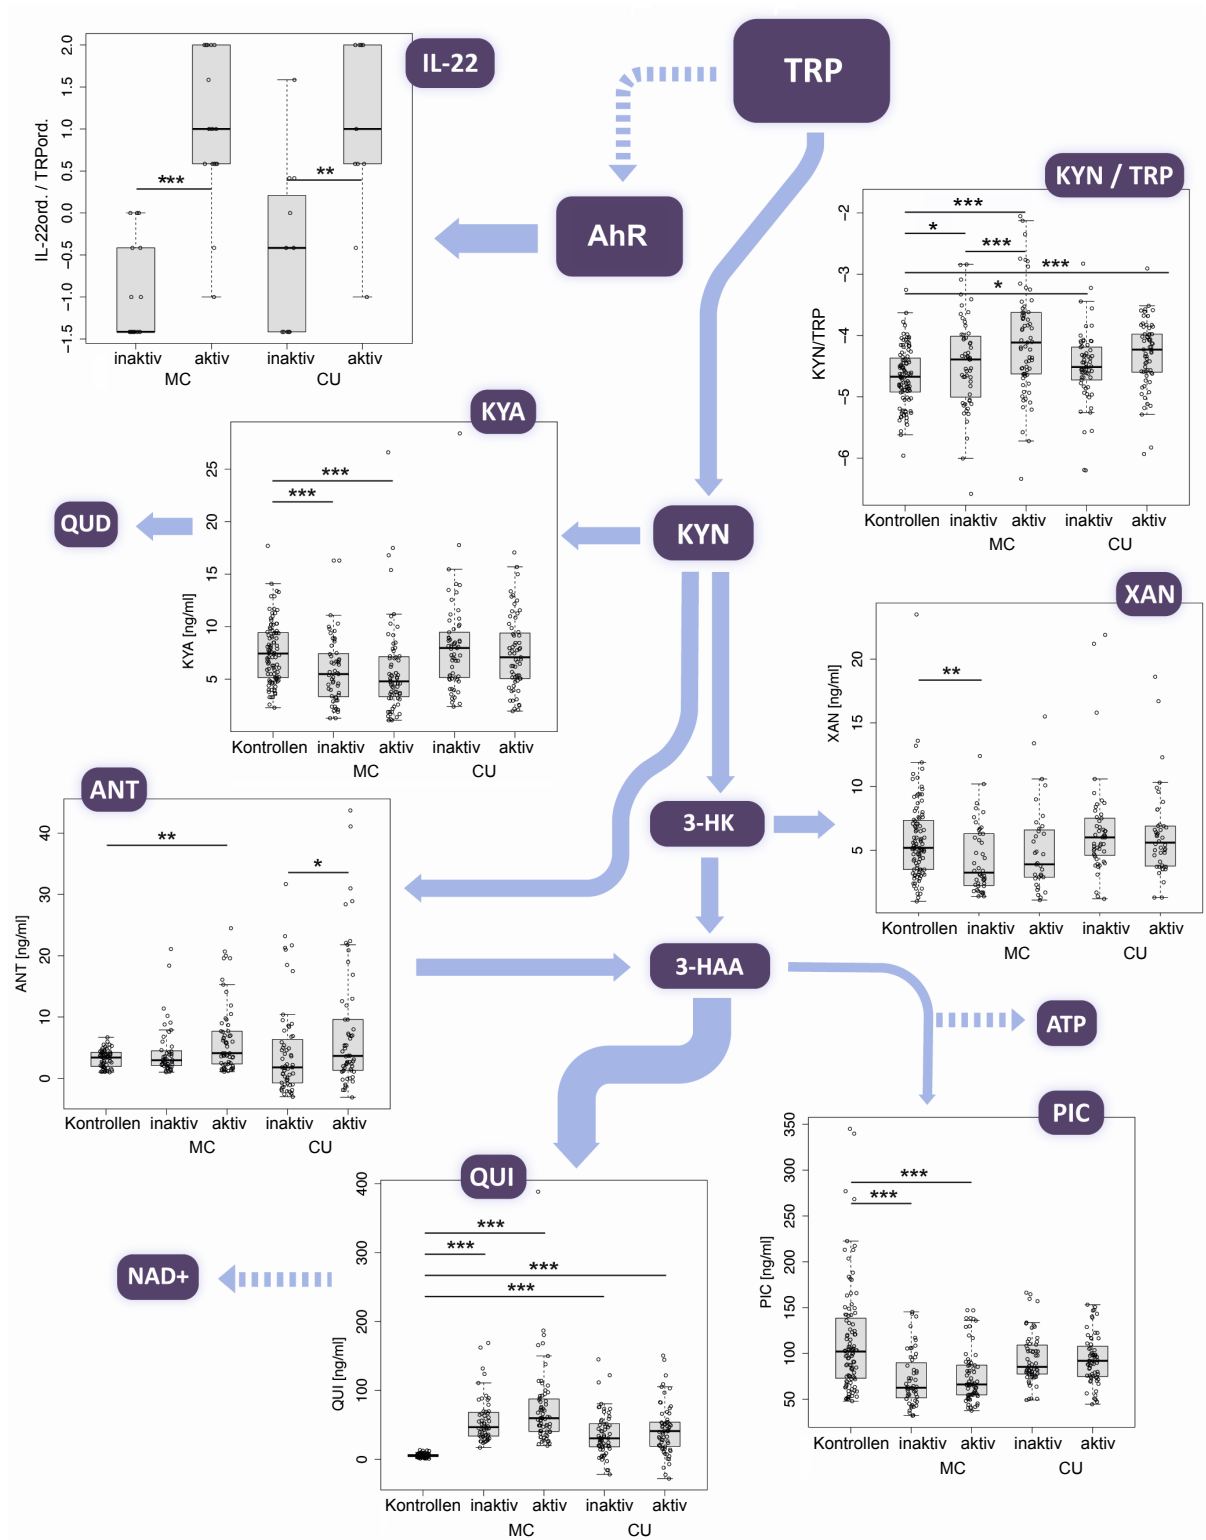 TRP
IL-22
IL-22ord. / TRPord.
2.0
1.5
1.0
0.5
0.0
−0.5
−1.0
−1.5
***
**
inaktiv aktiv inaktiv aktiv
MC CU
AhR
KYN / TRP
KYN/TRP
−2
−3
−4
−5
−6
***
*
***
***
*
Kontrollen inaktiv aktiv inaktiv aktiv
MC CU
KYA
KYA [ng/ml]
25
20
15
10
5
***
***
Kontrollen inaktiv aktiv inaktiv aktiv
MC CU
QUD
KYN
XAN
XAN [ng/ml]
20
15
10
5
**
Kontrollen inaktiv aktiv inaktiv aktiv
MC CU
ANT
ANT [ng/ml]
40
30
20
10
0
**
*
Kontrollen inaktiv aktiv inaktiv aktiv
MC CU
3-HK
3-HAA
ATP
PIC
PIC [ng/ml]
350
300
250
200
150
100
50
***
***
Kontrollen inaktiv aktiv inaktiv aktiv
MC CU
QUI
QUI [ng/ml]
400
300
200
100
0
***
***
***
***
Kontrollen inaktiv aktiv inaktiv aktiv
MC CU
NAD+